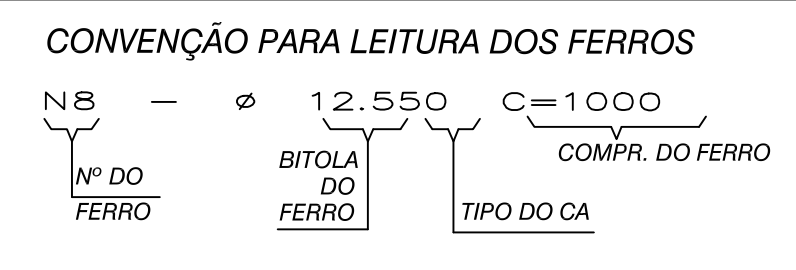 CONVENÇÃO PARA LEITURA DOS FERROS
N8 — ø 12.550 C=1000
Nº DO
FERRO
BITOLA
DO
FERRO
TIPO DO CA
COMPR. DO FERRO